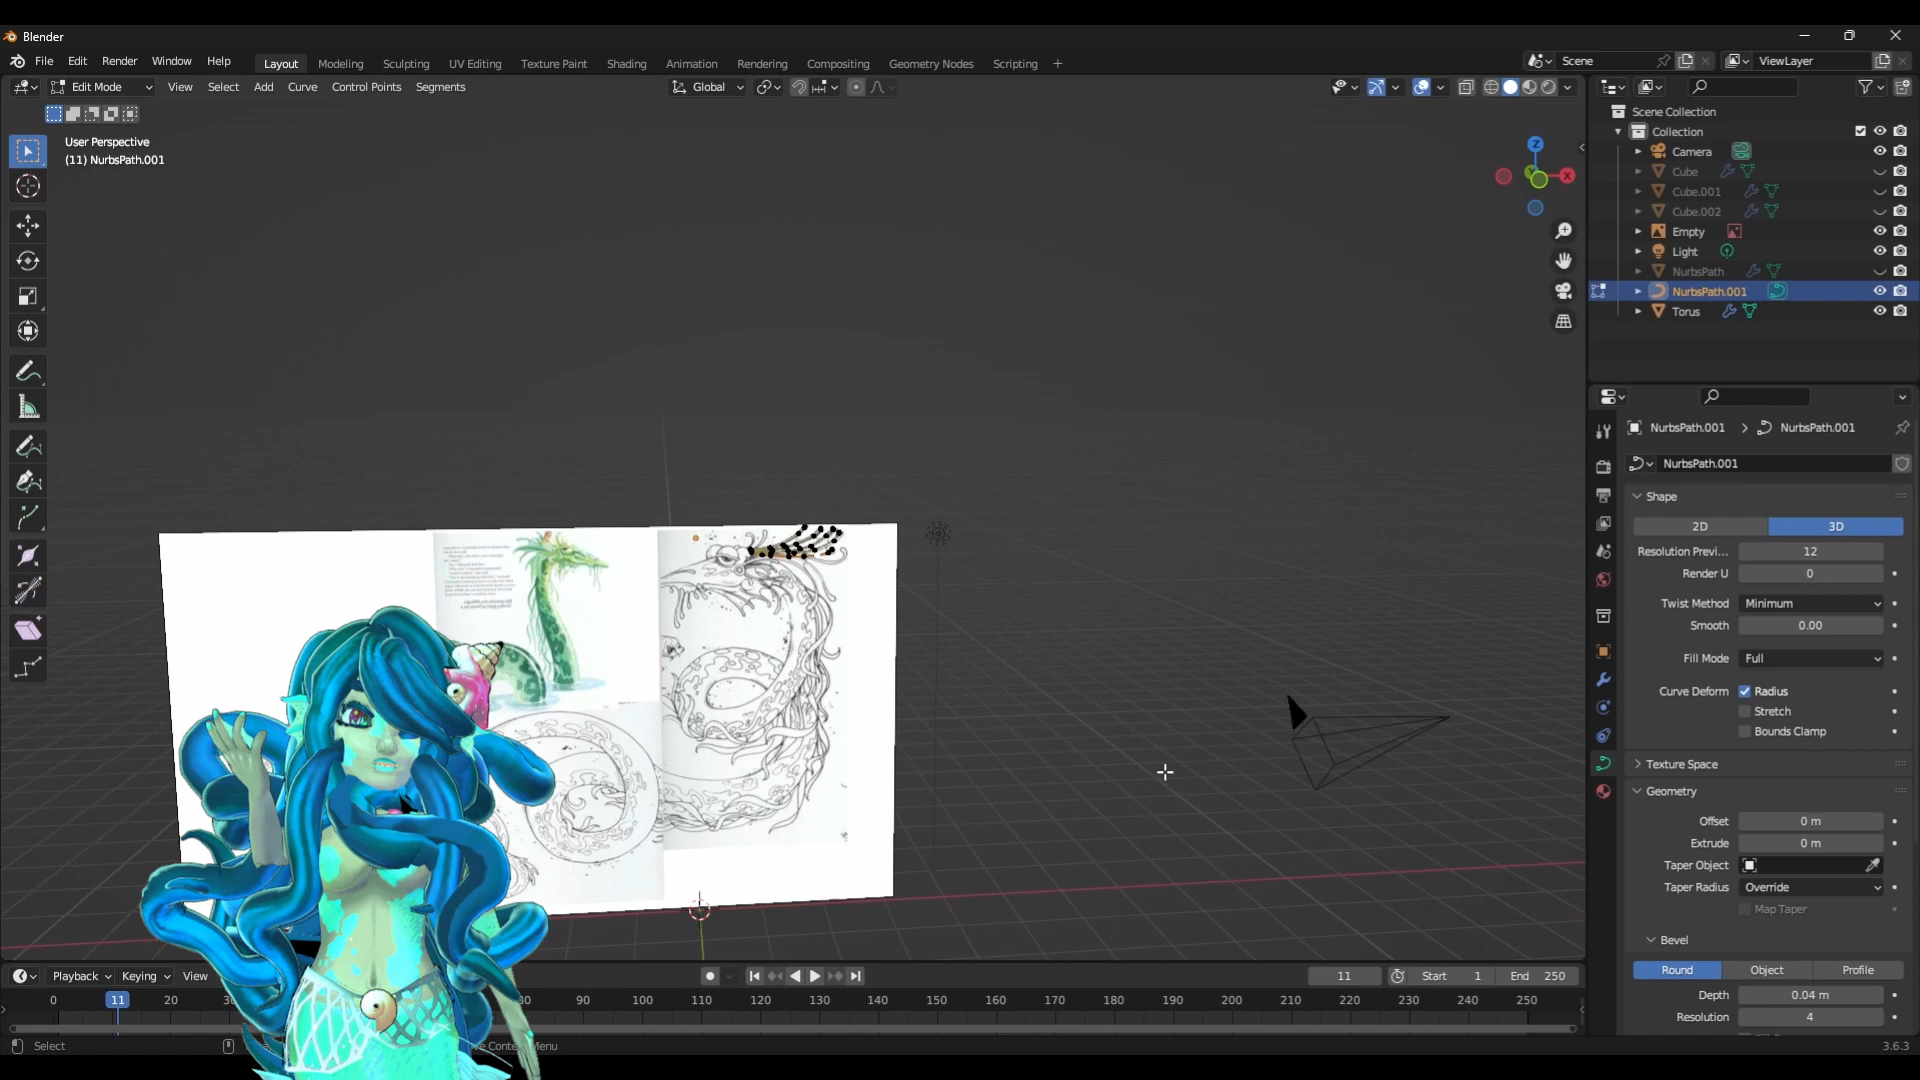 Blender
File Edit Render Window Help Layout Modeling Sculpting UV Editing Texture Paint Shading Animation Rendering Compositing Geometry Nodes Scripting + Scene ViewLayer
Edit Mode View Select Add Curve Control Points Segments Global
User Perspective
(11) NurbsPath.001
Z
X
Scene Collection
Collection
Camera
Cube
Cube.001
Cube.002
Empty
Light
NurbsPath
NurbsPath.001
Torus
NurbsPath.001 > NurbsPath.001
NurbsPath.001
Shape
2D 3D
Resolution Previ... 12
Render U 0
Twist Method Minimum
Smooth 0.00
Fill Mode Full
Curve Deform Radius
Stretch
Bounds Clamp
Texture Space
Geometry
Offset 0 m
Extrude 0 m
Taper Object
Taper Radius Override
Map Taper
Bevel
Round Object Profile
Depth 0.04 m
Resolution 4
Playback Keying View 11 Start 1 End 250
0 11 20 90 100 110 120 130 140 150 160 170 180 190 200 210 220 230 240 250
Select
3.6.3